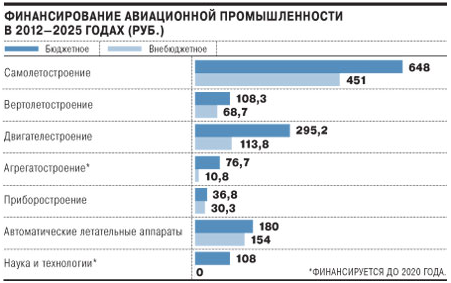 ФИНАНСИРОВАНИЕ АВИАЦИОННОЙ ПРОМЫШЛЕННОСТИ
В 2012–2025 ГОДАХ (РУБ.)
Бюджетное Внебюджетное
Самолетостроение 648
451
Вертолетостроение 108,3
68,7
Двигателестроение 295,2
113,8
Агрегатостроение* 76,7
10,8
Приборостроение 36,8
30,3
Автоматические летательные аппараты 180
154
Наука и технологии* 108
0
*ФИНАНСИРУЕТСЯ ДО 2020 ГОДА.